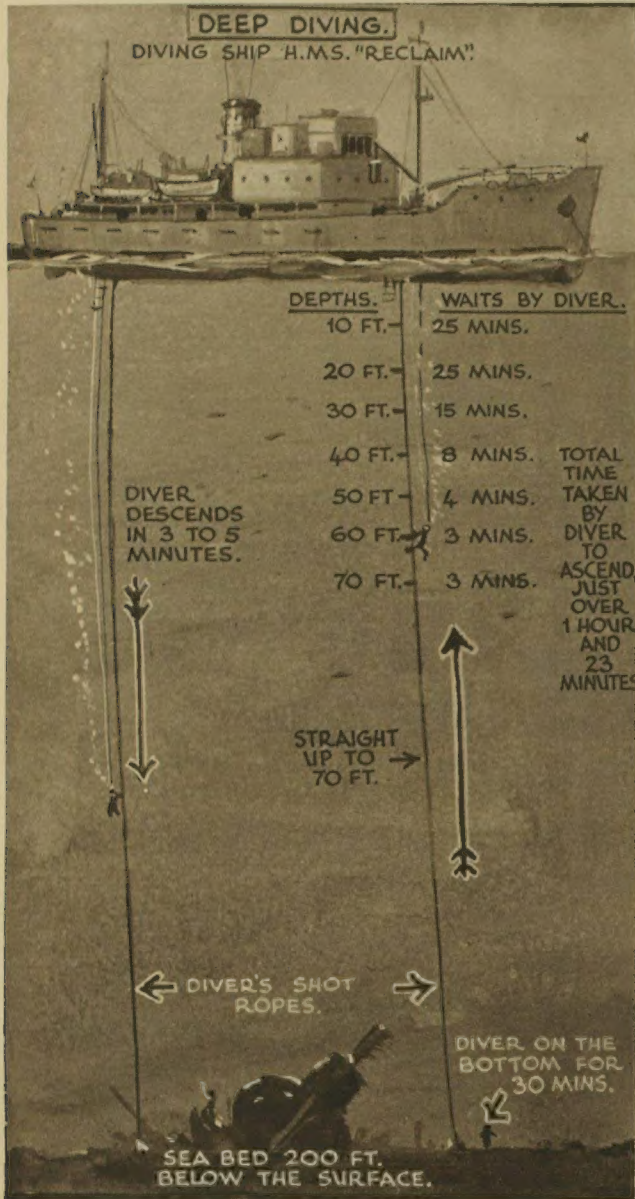 DEEP DIVING.
DIVING SHIP H.M.S. "RECLAIM".
DEPTHS. WAITS BY DIVER.
10 FT. 25 MINS.
20 FT. 25 MINS.
30 FT. 15 MINS.
40 FT. 8 MINS.
50 FT 4 MINS.
60 FT. 3 MINS.
70 FT. 3 MINS.
TOTAL
TIME
TAKEN
BY
DIVER
TO
ASCEND,
JUST
OVER
1 HOUR
AND
23
MINUTES
DIVER
DESCENDS
IN 3 TO 5
MINUTES.
STRAIGHT
UP TO
70 FT.
DIVER'S SHOT
ROPES.
DIVER ON THE
BOTTOM FOR
30 MINS.
SEA BED 200 FT.
BELOW THE SURFACE.